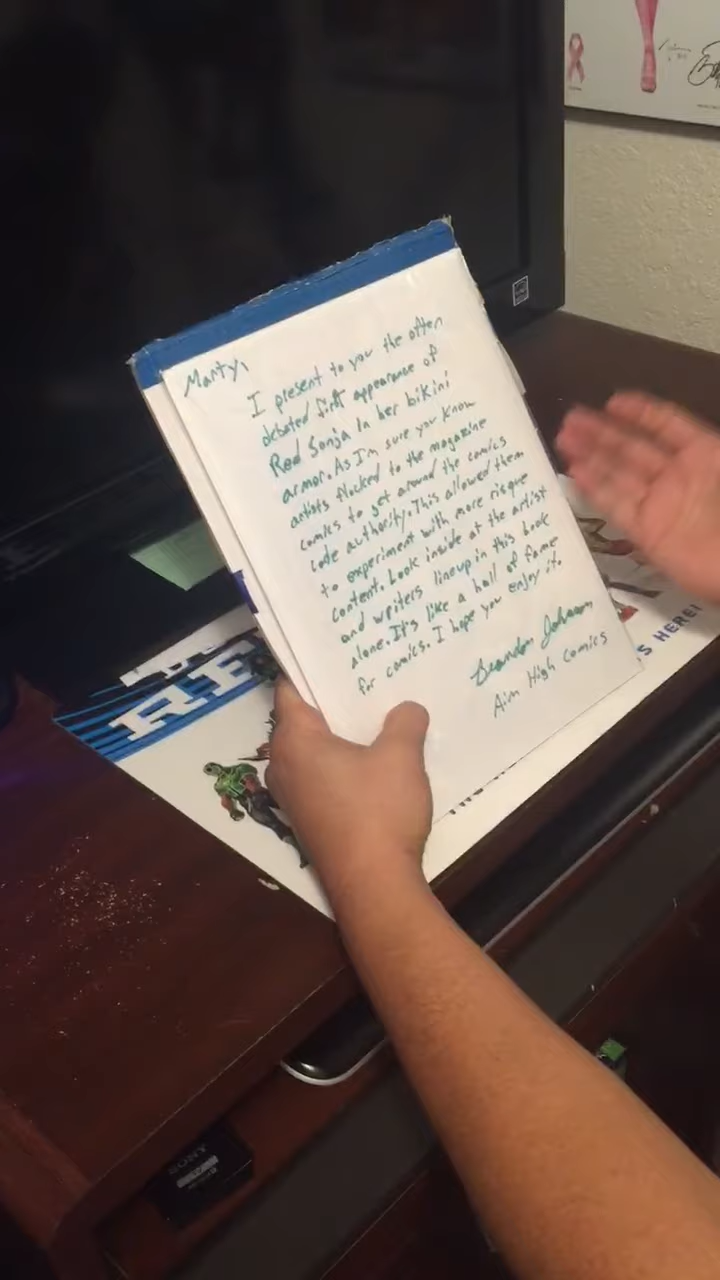 Marty,
I present to you the often
debated first appearance of
Red Sonja in her bikini
armor. As I'm sure you know
artists flocked to the magazine
comics to get around the comics
code authority. This allowed them
to experiment with more risque
content. Look inside at the artist
and writers lineup in this book
alone. It's like a hall of fame
for comics. I hope you enjoy it.
Brandon Johnson
Aim High Comics
S HERE!
RE
SONY